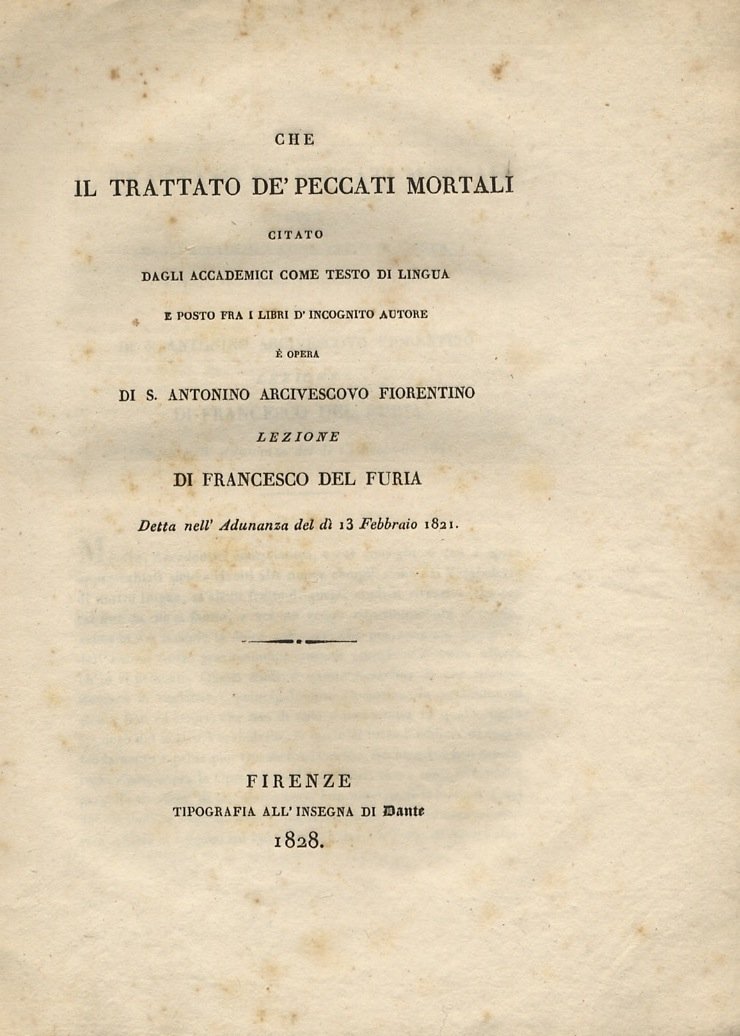 CHE
IL TRATTATO DE' PECCATI MORTALI
CITATO
DAGLI ACCADEMICI COME TESTO DI LINGUA
E POSTO FRA I LIBRI D'INCOGNITO AUTORE
È OPERA
DI S. ANTONINO ARCIVESCOVO FIORENTINO
LEZIONE
DI FRANCESCO DEL FURIA
Detta nell' Adunanza del dì 13 Febbraio 1821.
FIRENZE
TIPOGRAFIA ALL'INSEGNA DI Dante
1828.